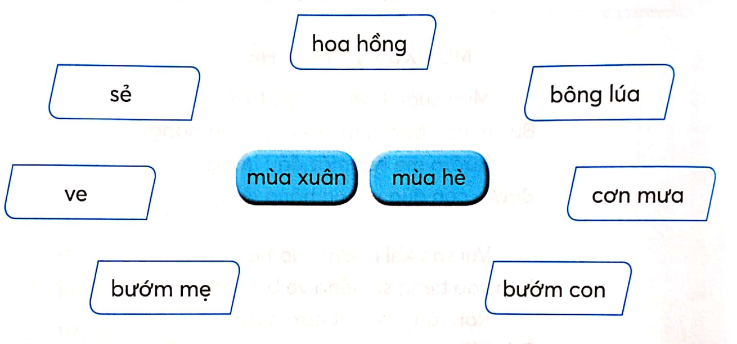 hoa hồng
sẻ
bông lúa
mùa xuân
mùa hè
ve
cơn mưa
bướm mẹ
bướm con